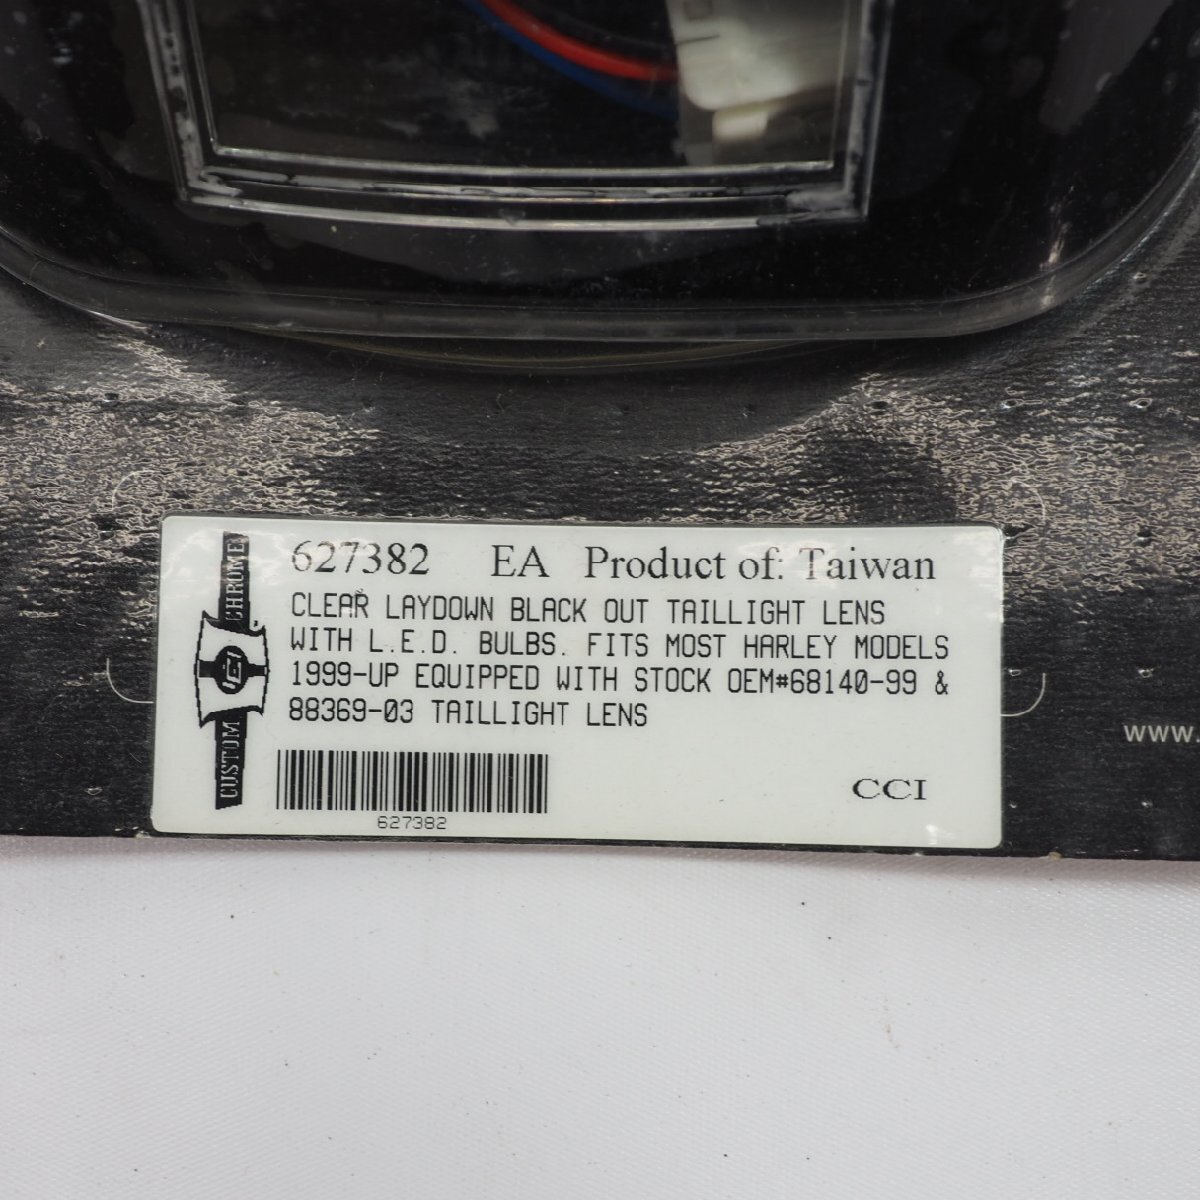 627382 EA Product of: Taiwan
CLEAR LAYDOWN BLACK OUT TAILLIGHT LENS
WITH L.E.D. BULBS. FITS MOST HARLEY MODELS
1999-UP EQUIPPED WITH STOCK OEM#68140-99 &
88369-03 TAILLIGHT LENS
CUSTOM CCI CHROME
www.
627382
CCI